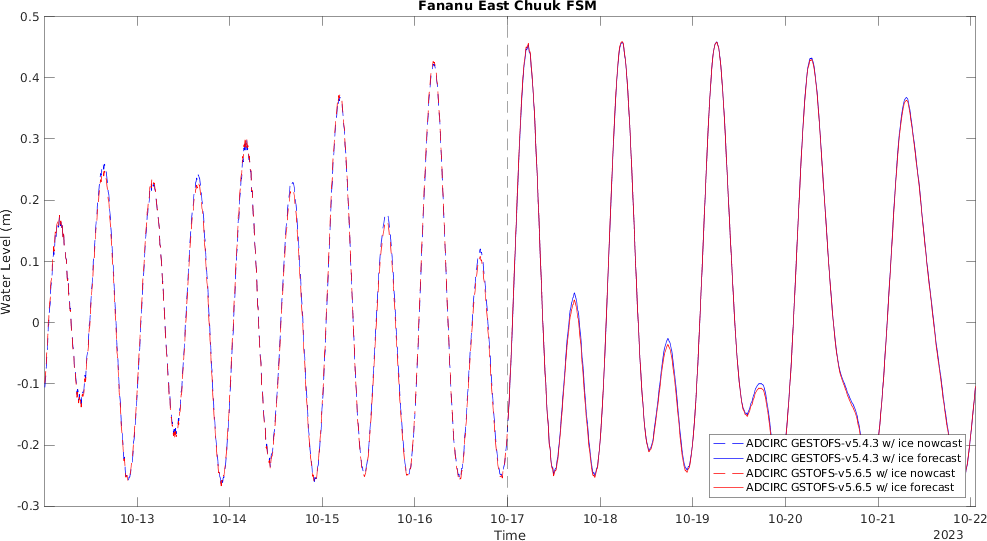 Fananu East Chuuk FSM
0.5
0.4
0.3
0.2
0.1
0
-0.1
-0.2
-0.3
Water Level (m)
ADCIRC GESTOFS-v5.4.3 w/ ice nowcast
ADCIRC GESTOFS-v5.4.3 w/ ice forecast
ADCIRC GSTOFS-v5.6.5 w/ ice nowcast
ADCIRC GSTOFS-v5.6.5 w/ ice forecast
10-13 10-14 10-15 10-16 10-17 10-18 10-19 10-20 10-21 10-22
Time
2023